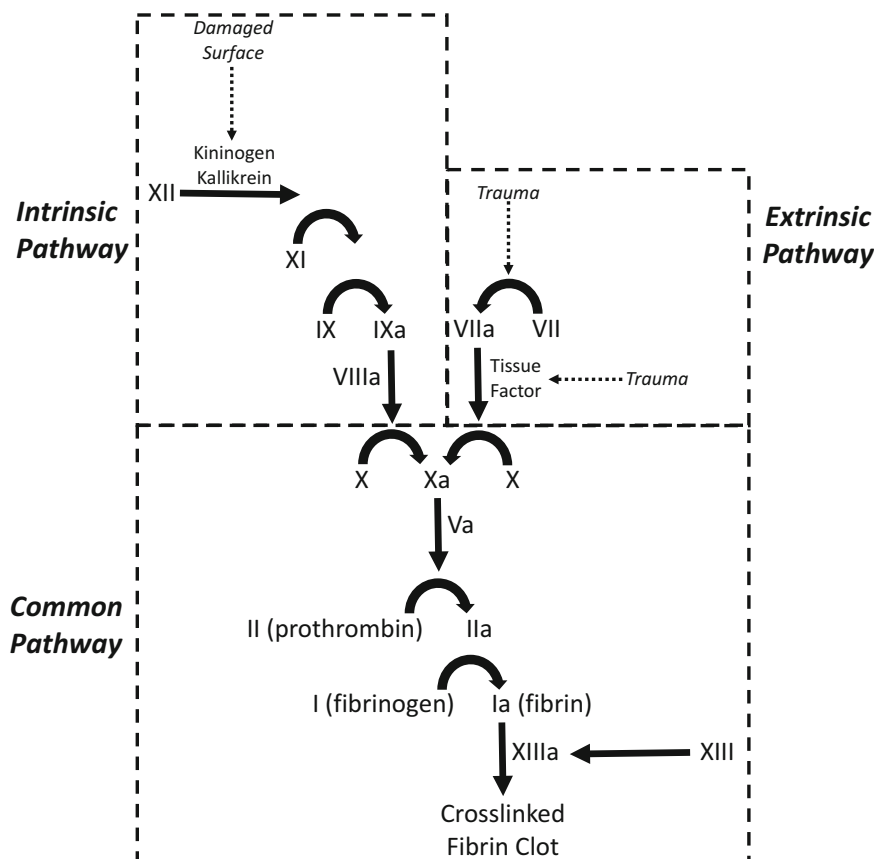 Damaged
Surface
Kininogen
Kallikrein
XII
Intrinsic
Pathway
XI
IX
IXa
VIIIa
Trauma
Extrinsic
Pathway
VIIa
VII
Tissue
Factor
Trauma
X
Xa
X
Va
Common
Pathway
II (prothrombin)
IIa
I (fibrinogen)
Ia (fibrin)
XIIIa
XIII
Crosslinked
Fibrin Clot